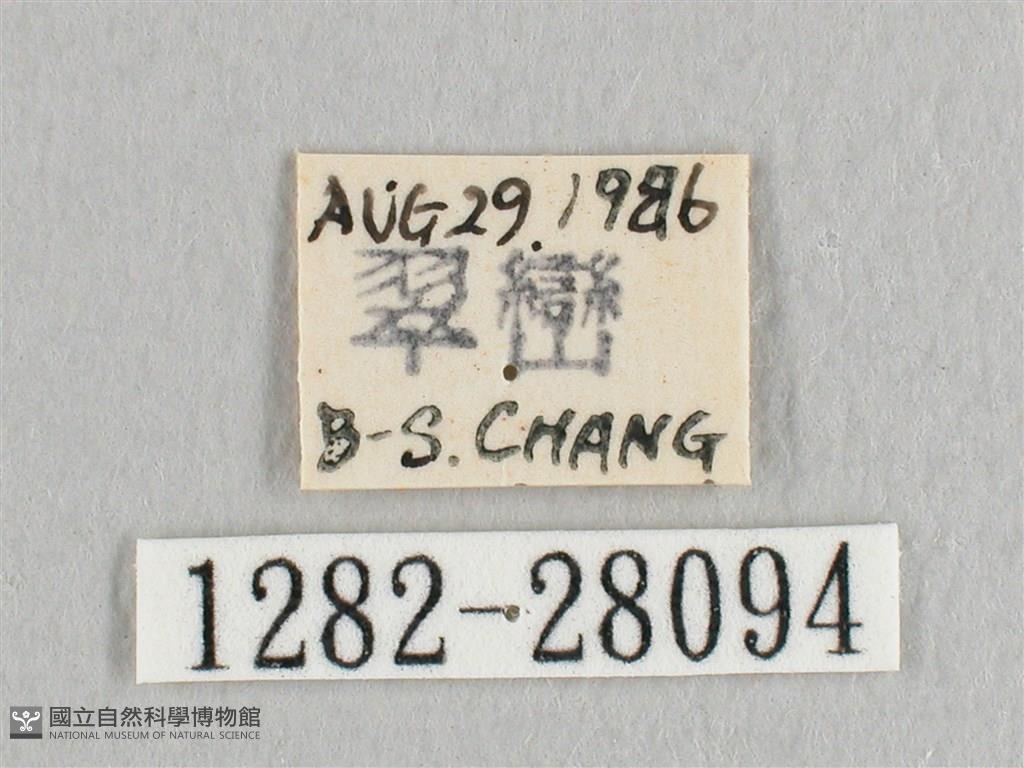 AUG 29. 1986
翠巒
B-S. CHANG
1282-28094
國立自然科學博物館
NATIONAL MUSEUM OF NATURAL SCIENCE